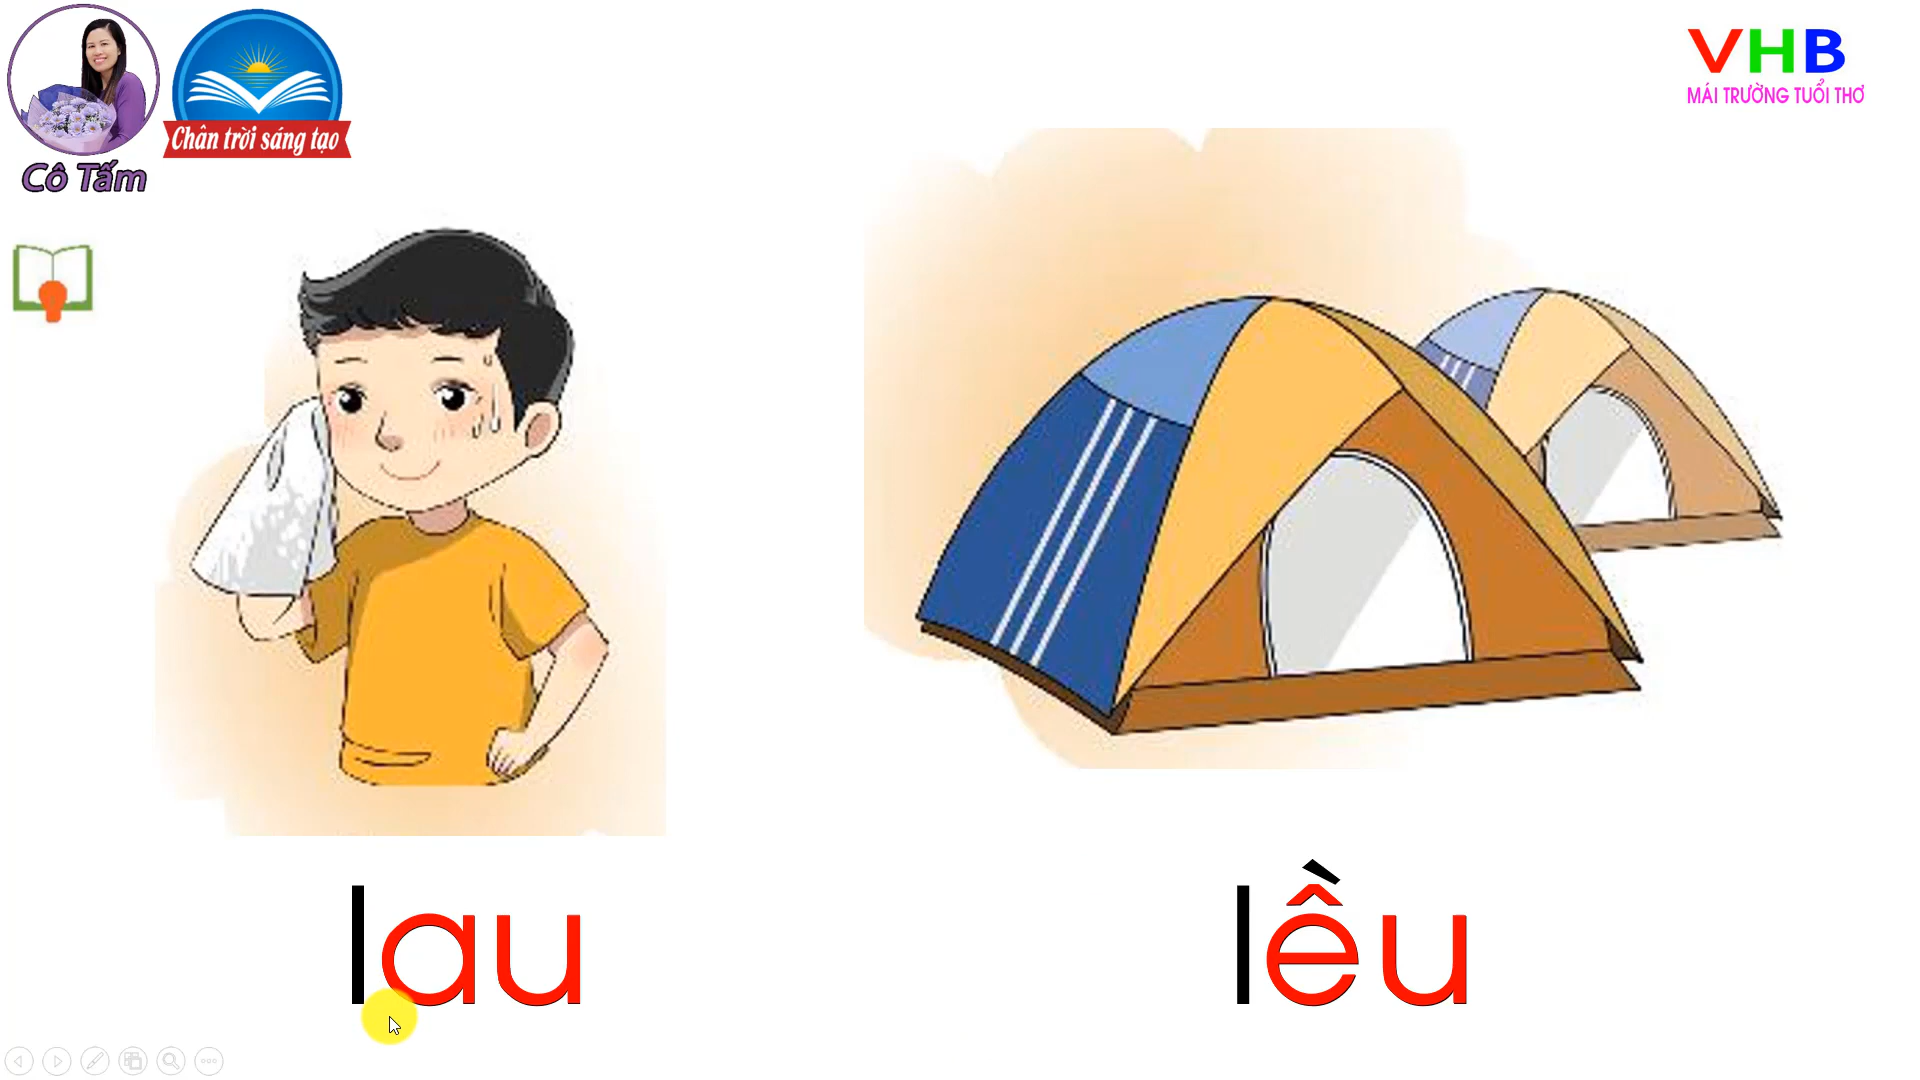 Cô Tấm
Chân trời sáng tạo
VHB
MÁI TRƯỜNG TUỔI THƠ
lau
lều